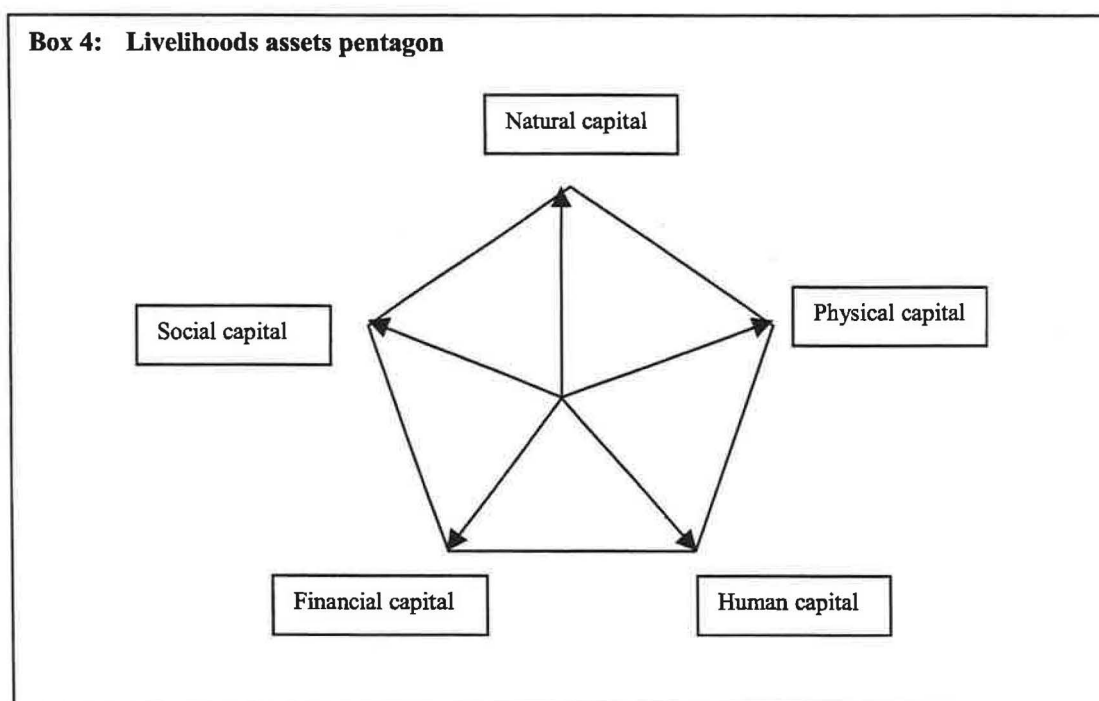 Box 4: Livelihoods assets pentagon
Natural capital
Social capital
Physical capital
Financial capital
Human capital